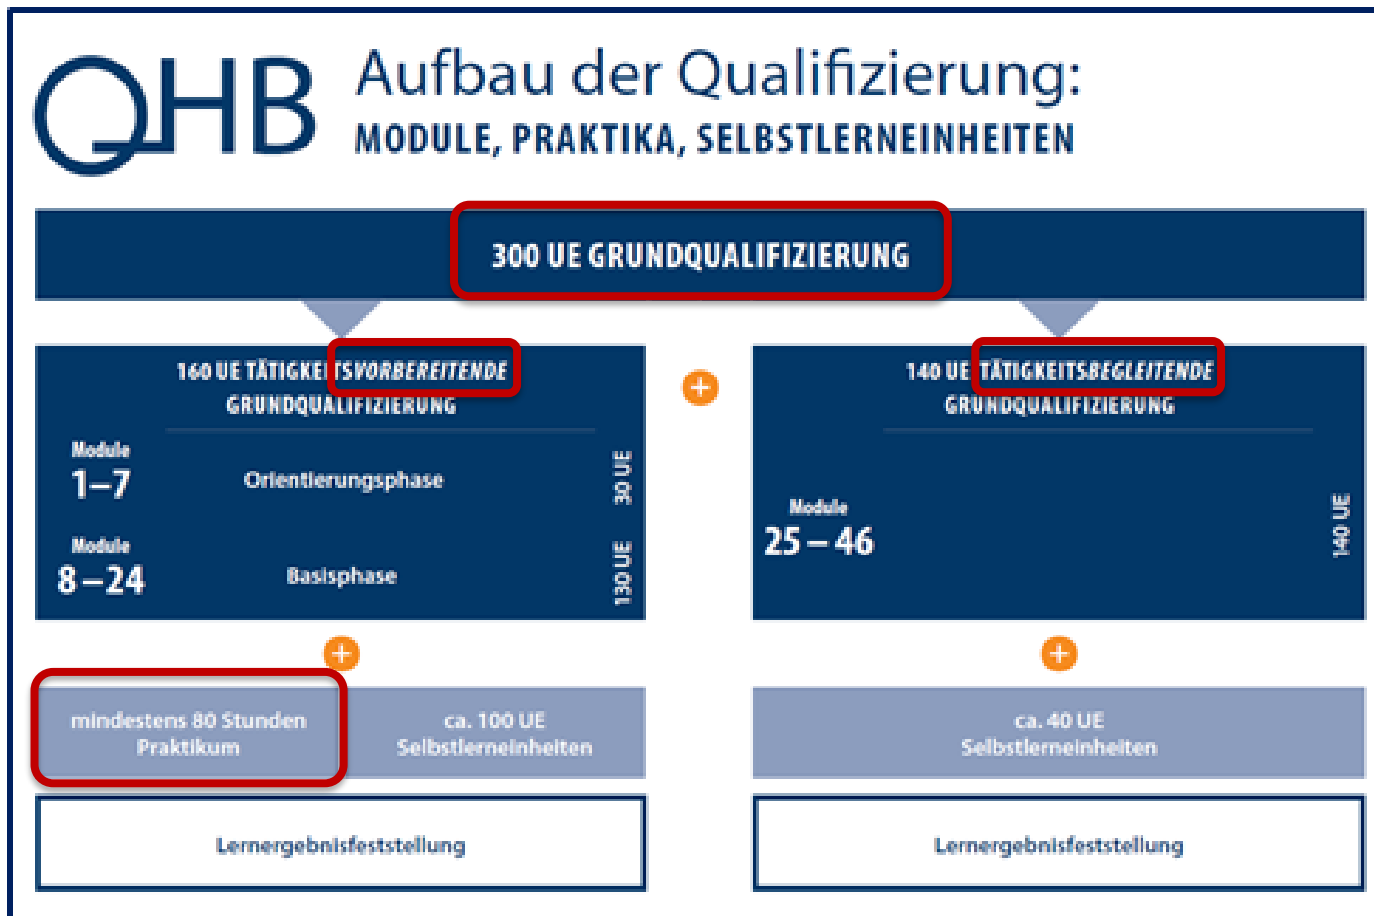 QHB
Aufbau der Qualifizierung:
MODULE, PRAKTIKA, SELBSTLERNEINHEITEN
300 UE GRUNDQUALIFIZIERUNG
160 UE TÄTIGKEITSVORBEREITENDE
GRUNDQUALIFIZIERUNG
Module
1–7
Orientierungsphase
30 UE
Module
8–24
Basisphase
130 UE
+
140 UE TÄTIGKEITSBEGLEITENDE
GRUNDQUALIFIZIERUNG
Module
25 – 46
140 UE
+
mindestens 80 Stunden
Praktikum
ca. 100 UE
Selbstlerneinheiten
Lernergebnisfeststellung
+
ca. 40 UE
Selbstlerneinheiten
Lernergebnisfeststellung